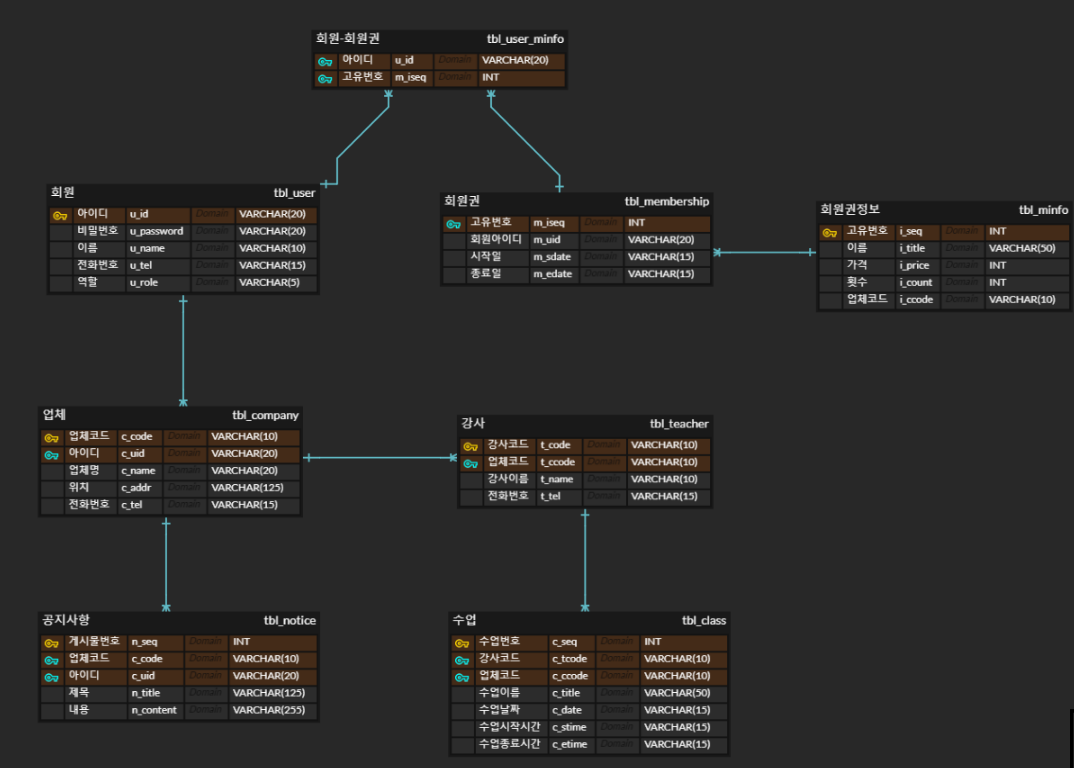 회원-회원권 tbl_user_minfo
아이디 u_id Domain VARCHAR(20)
고유번호 m_iseq Domain INT
회원 tbl_user
아이디 u_id Domain VARCHAR(20)
비밀번호 u_password Domain VARCHAR(20)
이름 u_name Domain VARCHAR(10)
전화번호 u_tel Domain VARCHAR(15)
역할 u_role Domain VARCHAR(5)
회원권 tbl_membership
고유번호 m_iseq Domain INT
회원아이디 m_uid Domain VARCHAR(20)
시작일 m_sdate Domain VARCHAR(15)
종료일 m_edate Domain VARCHAR(15)
회원권정보 tbl_minfo
고유번호 i_seq Domain INT
이름 i_title Domain VARCHAR(50)
가격 i_price Domain INT
횟수 i_count Domain INT
업체코드 i_ccode Domain VARCHAR(10)
업체 tbl_company
업체코드 c_code Domain VARCHAR(10)
아이디 c_uid Domain VARCHAR(20)
업체명 c_name Domain VARCHAR(20)
위치 c_addr Domain VARCHAR(125)
전화번호 c_tel Domain VARCHAR(15)
강사 tbl_teacher
강사코드 t_code Domain VARCHAR(10)
업체코드 t_ccode Domain VARCHAR(10)
강사이름 t_name Domain VARCHAR(10)
전화번호 t_tel Domain VARCHAR(15)
공지사항 tbl_notice
게시물번호 n_seq Domain INT
업체코드 c_code Domain VARCHAR(10)
아이디 c_uid Domain VARCHAR(20)
제목 n_title Domain VARCHAR(125)
내용 n_content Domain VARCHAR(255)
수업 tbl_class
수업번호 c_seq Domain INT
강사코드 c_tcode Domain VARCHAR(10)
업체코드 c_ccode Domain VARCHAR(10)
수업이름 c_title Domain VARCHAR(50)
수업날짜 c_date Domain VARCHAR(15)
수업시작시간 c_stime Domain VARCHAR(15)
수업종료시간 c_etime Domain VARCHAR(15)